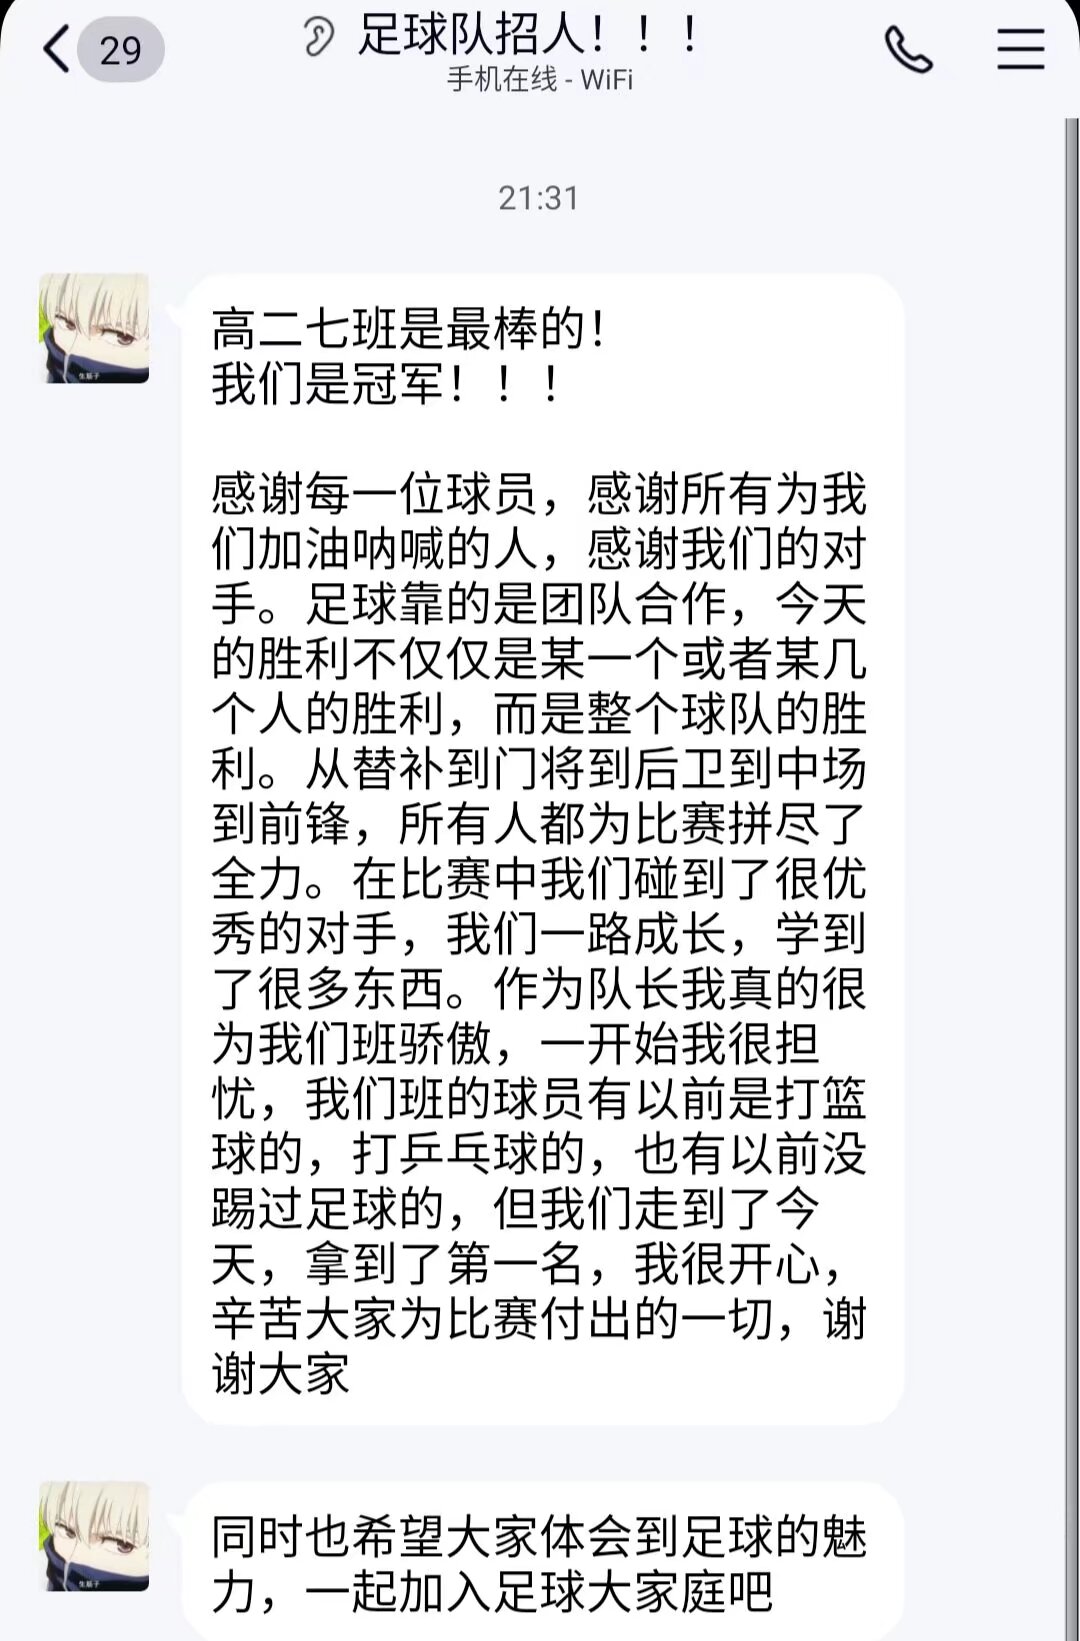 29
足球队招人！！！
手机在线 - WiFi
21:31
高二七班是最棒的！
我们是冠军！！！
感谢每一位球员，感谢所有为我
们加油呐喊的人，感谢我们的对
手。足球靠的是团队合作，今天
的胜利不仅仅是某一个或者某几
个人的胜利，而是整个球队的胜
利。从替补到门将到后卫到中场
到前锋，所有人都为比赛拼尽了
全力。在比赛中我们碰到了很优
秀的对手，我们一路成长，学到
了很多东西。作为队长我真的很
为我们班骄傲，一开始我很担
忧，我们班的球员有以前是打篮
球的，打乒乓球的，也有以前没
踢过足球的，但我们走到了今
天，拿到了第一名，我很开心，
辛苦大家为比赛付出的一切，谢
谢大家
同时也希望大家体会到足球的魅
力，一起加入足球大家庭吧